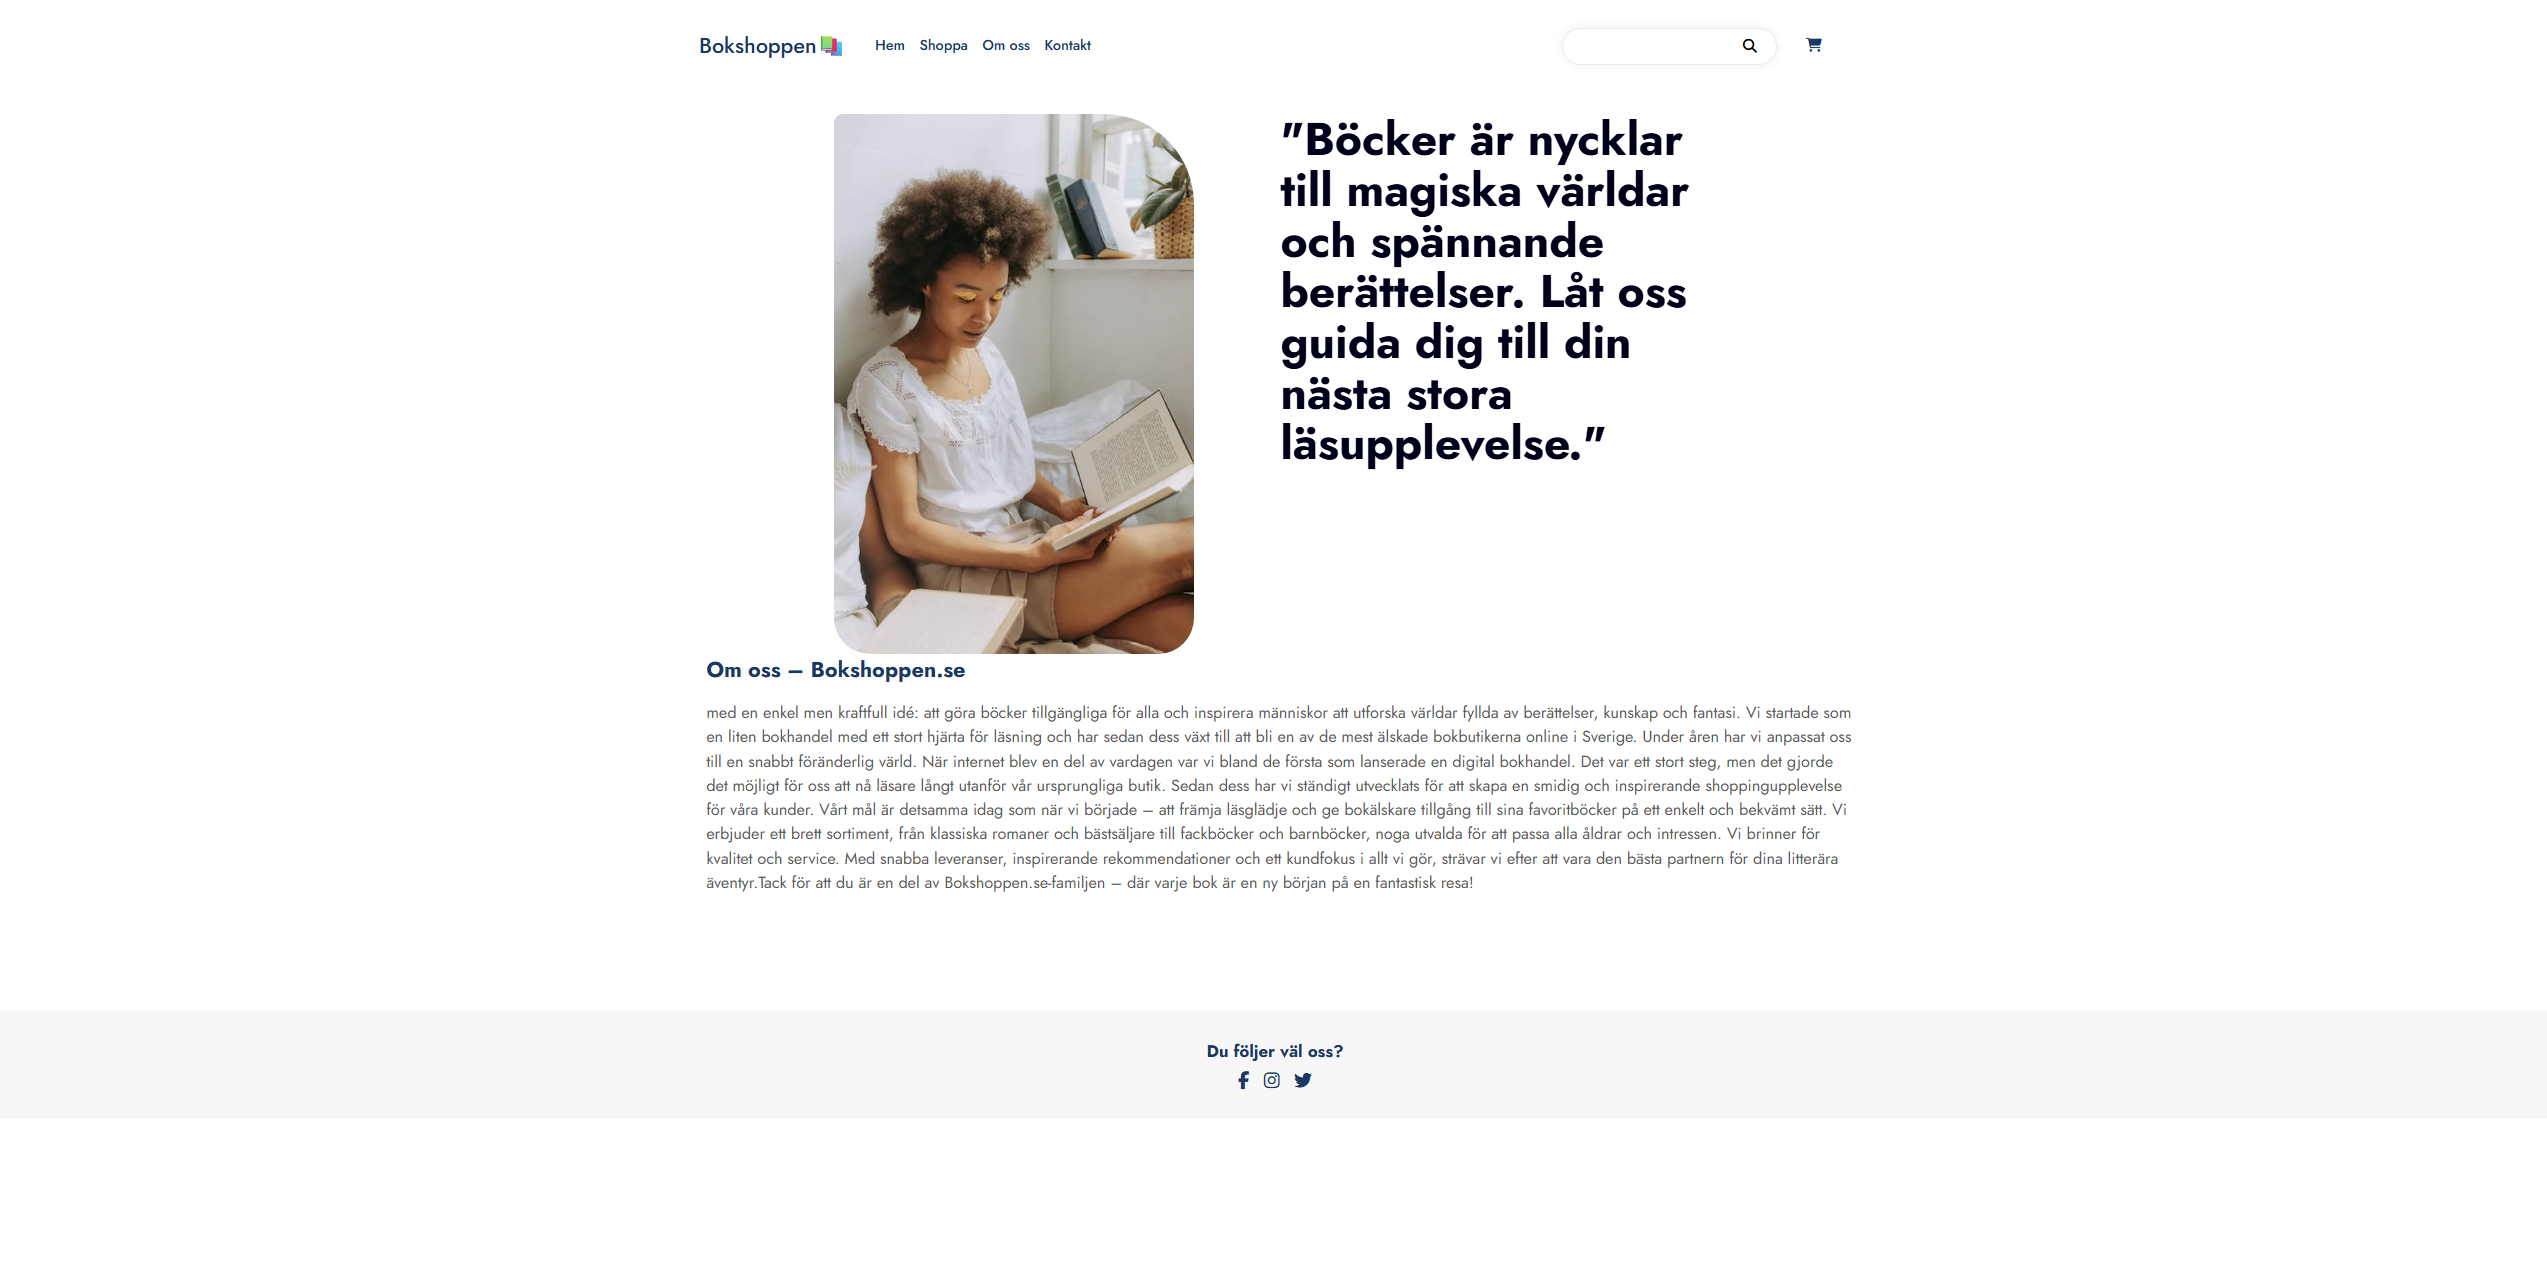 Bokshoppen
Hem Shoppa Om oss Kontakt
"Böcker är nycklar
till magiska världar
och spännande
berättelser. Låt oss
guida dig till din
nästa stora
läsupplevelse."
Om oss – Bokshoppen.se
med en enkel men kraftfull idé: att göra böcker tillgängliga för alla och inspirera människor att utforska världar fyllda av berättelser, kunskap och fantasi. Vi startade som
en liten bokhandel med ett stort hjärta för läsning och har sedan dess växt till att bli en av de mest älskade bokbutikerna online i Sverige. Under åren har vi anpassat oss
till en snabbt föränderlig värld. När internet blev en del av vardagen var vi bland de första som lanserade en digital bokhandel. Det var ett stort steg, men det gjorde
det möjligt för oss att nå läsare långt utanför vår ursprungliga butik. Sedan dess har vi ständigt utvecklats för att skapa en smidig och inspirerande shoppingupplevelse
för våra kunder. Vårt mål är detsamma idag som när vi började – att främja läsglädje och ge bokälskare tillgång till sina favoritböcker på ett enkelt och bekvämt sätt. Vi
erbjuder ett brett sortiment, från klassiska romaner och bästsäljare till fackböcker och barnböcker, noga utvalda för att passa alla åldrar och intressen. Vi brinner för
kvalitet och service. Med snabba leveranser, inspirerande rekommendationer och ett kundfokus i allt vi gör, strävar vi efter att vara den bästa partnern för dina litterära
äventyr.Tack för att du är en del av Bokshoppen.se-familjen – där varje bok är en ny början på en fantastisk resa!
Du följer väl oss?